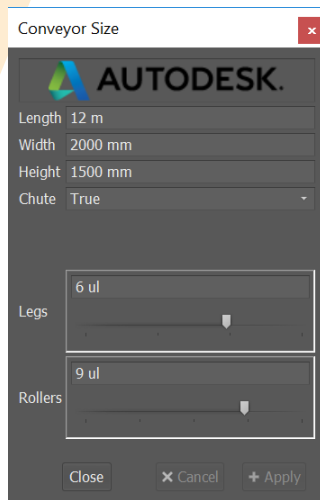 Conveyor Size
AUTODESK.
Length 12 m
Width 2000 mm
Height 1500 mm
Chute True
6 ul
Legs
9 ul
Rollers
Close × Cancel + Apply